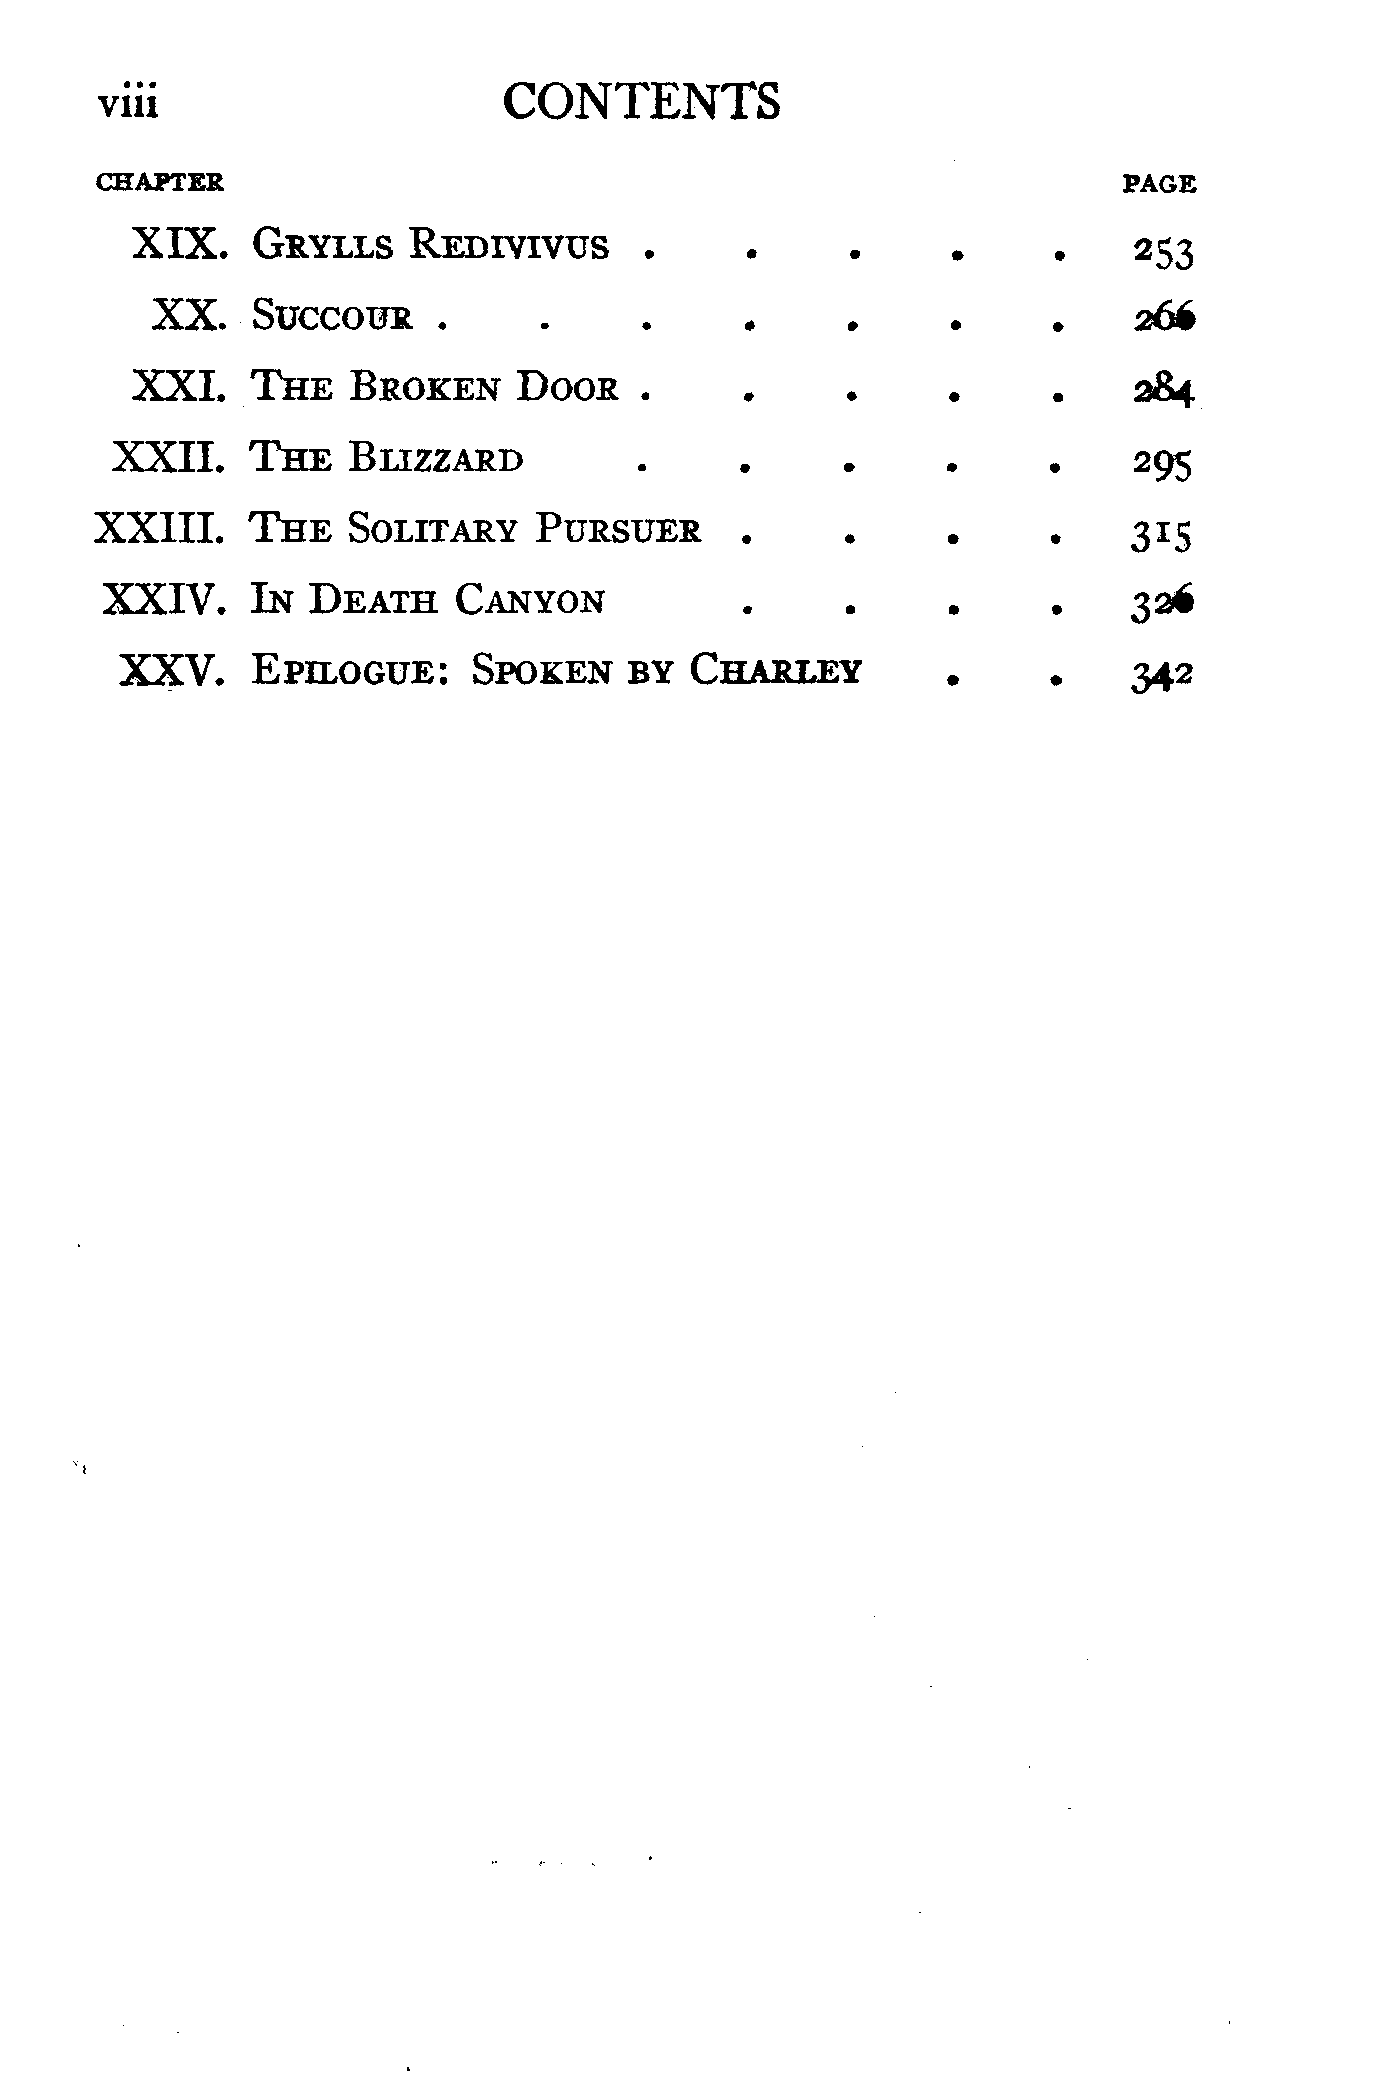 viii CONTENTS
CHAPTER PAGE
XIX. GRYLLS REDIVIVUS . . . . . 253
XX. SUCCOUR . . . . . . . 266
XXI. THE BROKEN DOOR . . . . . 284
XXII. THE BLIZZARD . . . . . 295
XXIII. THE SOLITARY PURSUER . . . . 315
XXIV. IN DEATH CANYON . . . . 326
XXV. EPILOGUE: SPOKEN BY CHARLEY . . 342